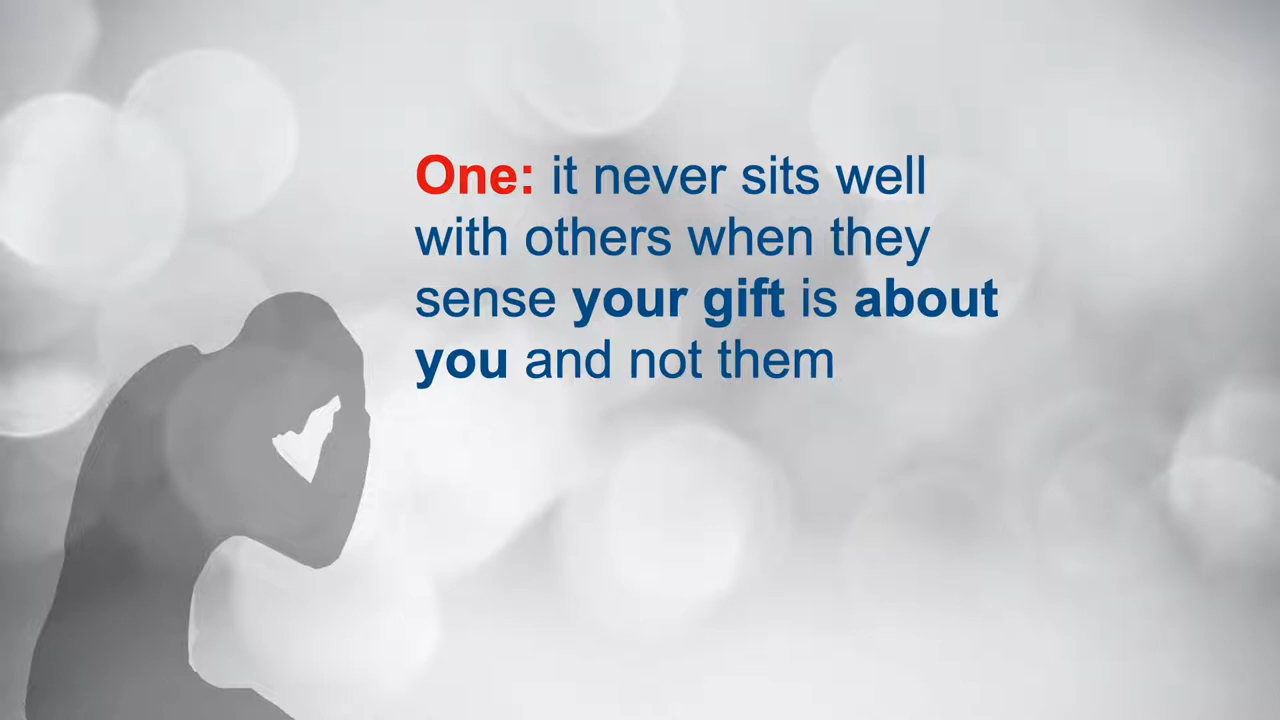 One: it never sits well
with others when they
sense your gift is about
you and not them